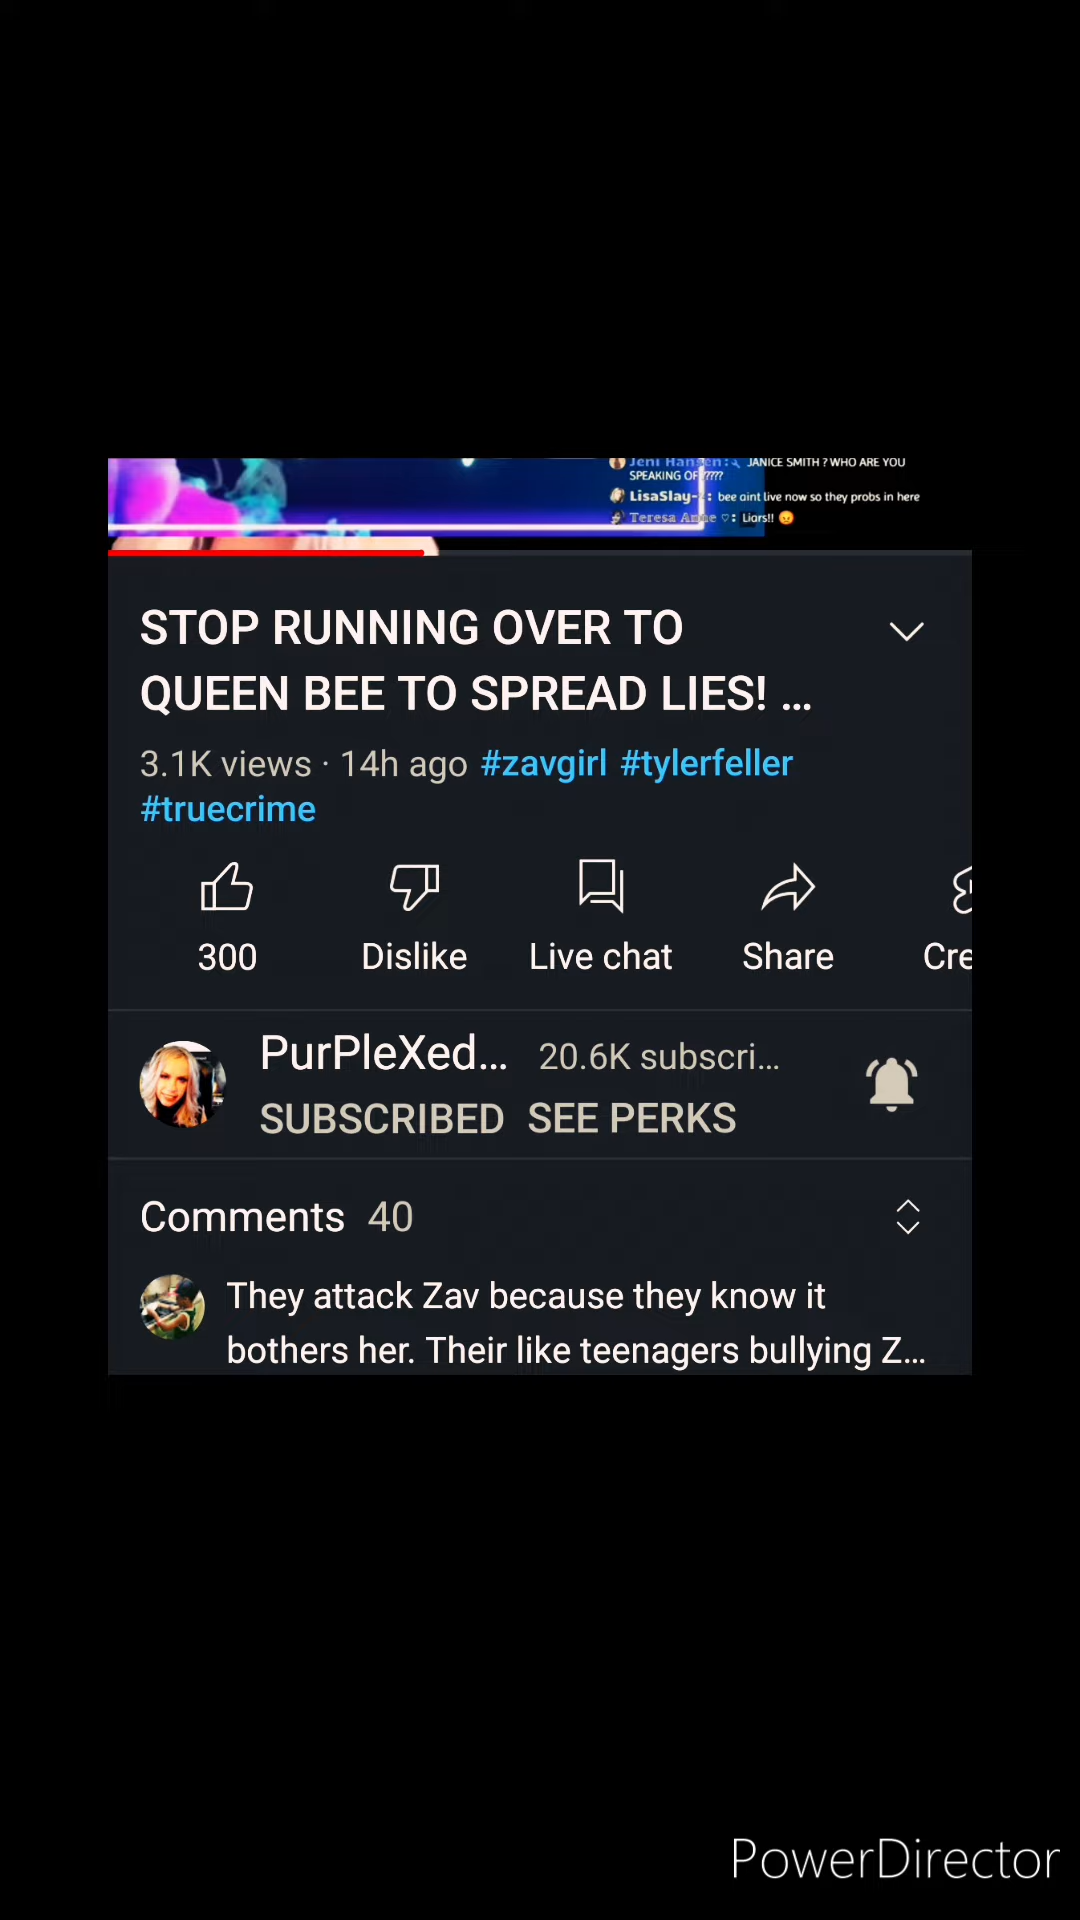 Jeni Hansen: JANICE SMITH ? WHO ARE YOU
SPEAKING OF ?????
LisaSlay-: bee aint live now so they probs in here
Teresa Anne ♡: Liars!! 😡
STOP RUNNING OVER TO
QUEEN BEE TO SPREAD LIES! ...
3.1K views · 14h ago #zavgirl #tylerfeller
#truecrime
300 Dislike Live chat Share Cre
PurPleXed... 20.6K subscri...
SUBSCRIBED SEE PERKS
Comments 40
They attack Zav because they know it
bothers her. Their like teenagers bullying Z...
PowerDirector